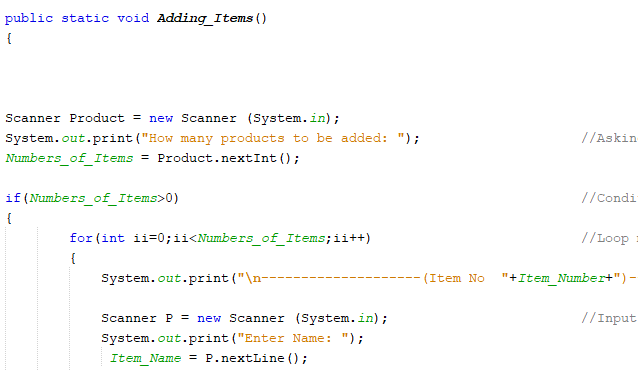 public static void Adding_Items()
{
Scanner Product = new Scanner (System.in);
System.out.print("How many products to be added: "); //Askin
Numbers_of_Items = Product.nextInt();
if(Numbers_of_Items>0) //Condi
{
for(int ii=0;ii<Numbers_of_Items;ii++) //Loop
{
System.out.print("\n--------------------(Item No "+Item_Number+")-
Scanner P = new Scanner (System.in); //Input
System.out.print("Enter Name: ");
Item_Name = P.nextLine();